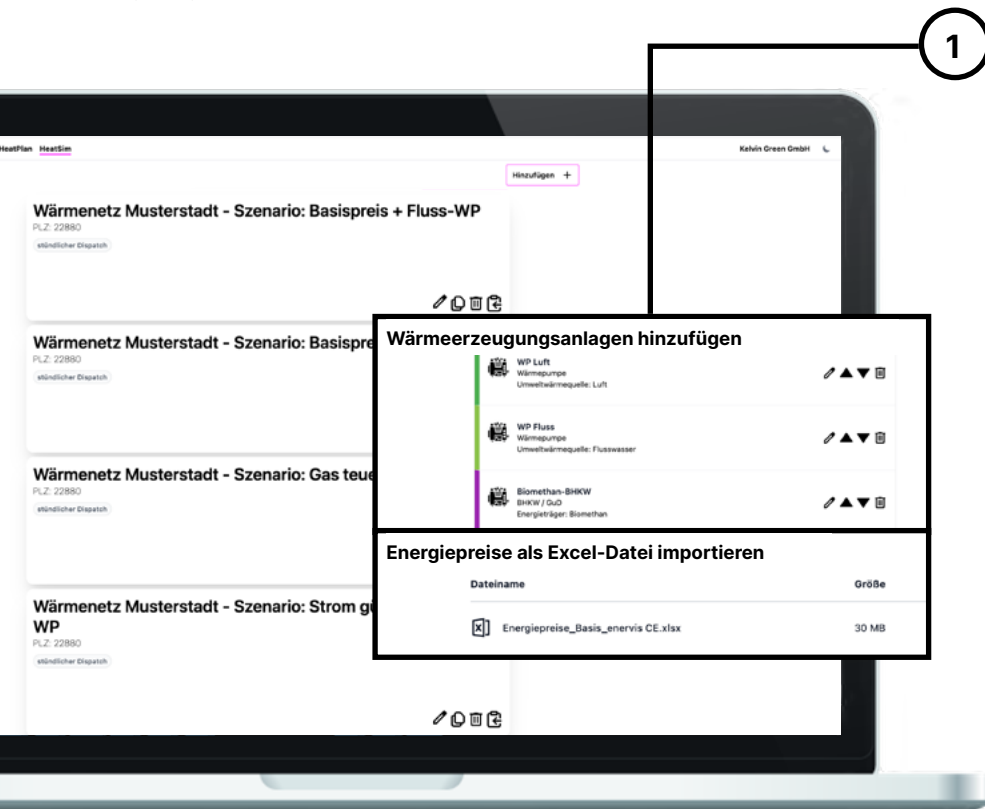 1
HeatPlan HeatSim
Kelvin Green GmbH
Hinzufügen +
Wärmenetz Musterstadt - Szenario: Basispreis + Fluss-WP
PLZ: 22880
stündlicher Dispatch
Wärmenetz Musterstadt - Szenario: Basispre
PLZ: 22880
stündlicher Dispatch
Wärmenetz Musterstadt - Szenario: Gas teue
PLZ: 22880
stündlicher Dispatch
Wärmenetz Musterstadt - Szenario: Strom gü
WP
PLZ: 22880
stündlicher Dispatch
Wärmeerzeugungsanlagen hinzufügen
WP Luft
Wärmepumpe
Umweltwärmequelle: Luft
WP Fluss
Wärmepumpe
Umweltwärmequelle: Flusswasser
Biomethan-BHKW
BHKW / GuD
Energieträger: Biomethan
Energiepreise als Excel-Datei importieren
Dateiname Größe
Energiepreise_Basis_enervis CE.xlsx 30 MB